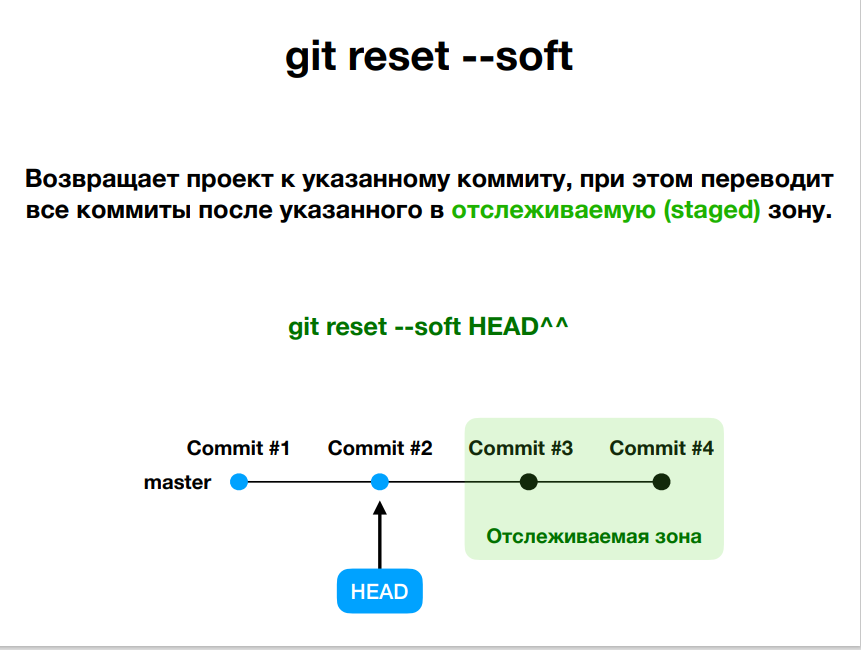 git reset --soft
Возвращает проект к указанному коммиту, при этом переводит
все коммиты после указанного в отслеживаемую (staged) зону.
git reset --soft HEAD^^
Commit #1 Commit #2 Commit #3 Commit #4
master
Отслеживаемая зона
HEAD